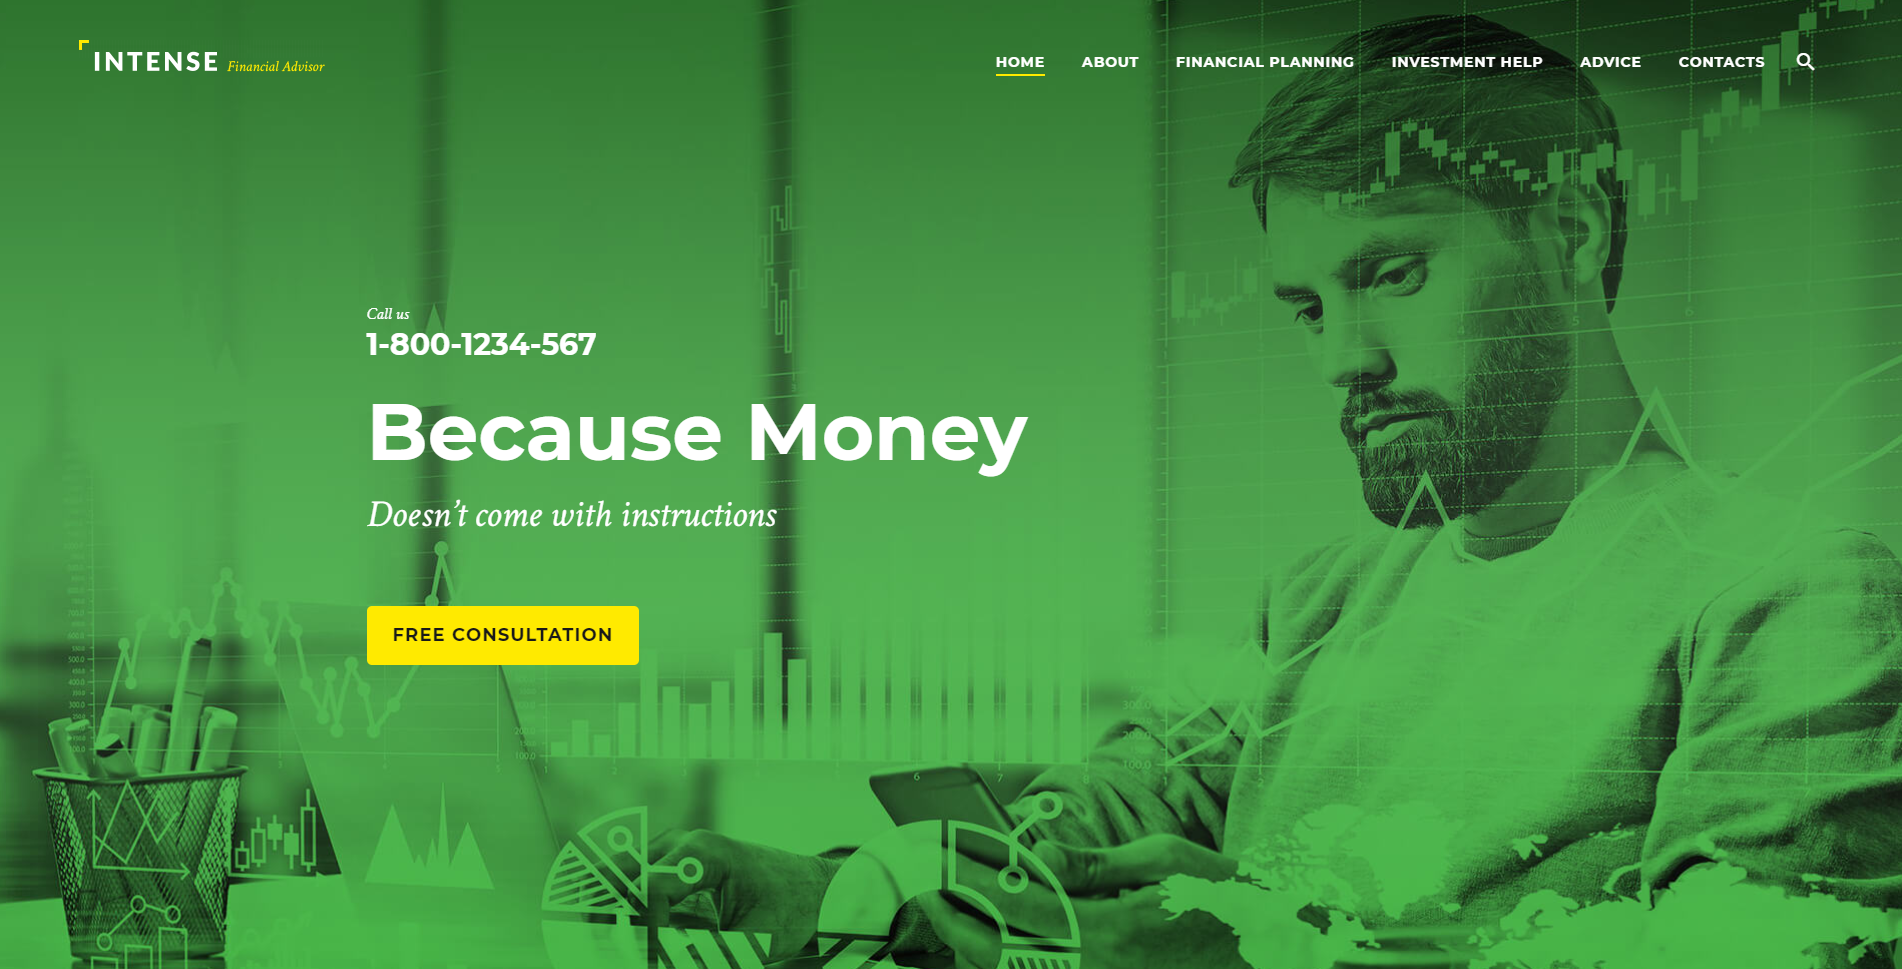 INTENSE Financial Advisor
HOME ABOUT FINANCIAL PLANNING INVESTMENT HELP ADVICE CONTACTS
Call us
1-800-1234-567
Because Money
Doesn't come with instructions
FREE CONSULTATION